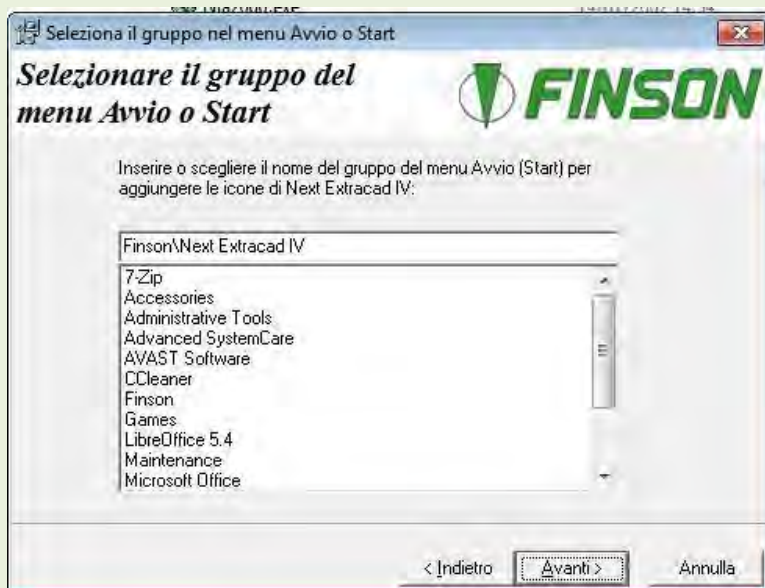 Seleziona il gruppo nel menu Avvio o Start
Selezionare il gruppo del
menu Avvio o Start
FINSON
Inserire o scegliere il nome del gruppo del menu Avvio (Start) per
aggiungere le icone di Next Extracad IV:
Finson\Next Extracad IV
7-Zip
Accessories
Administrative Tools
Advanced SystemCare
AVAST Software
CCleaner
Finson
Games
LibreOffice 5.4
Maintenance
Microsoft Office
< Indietro
Avanti >
Annulla